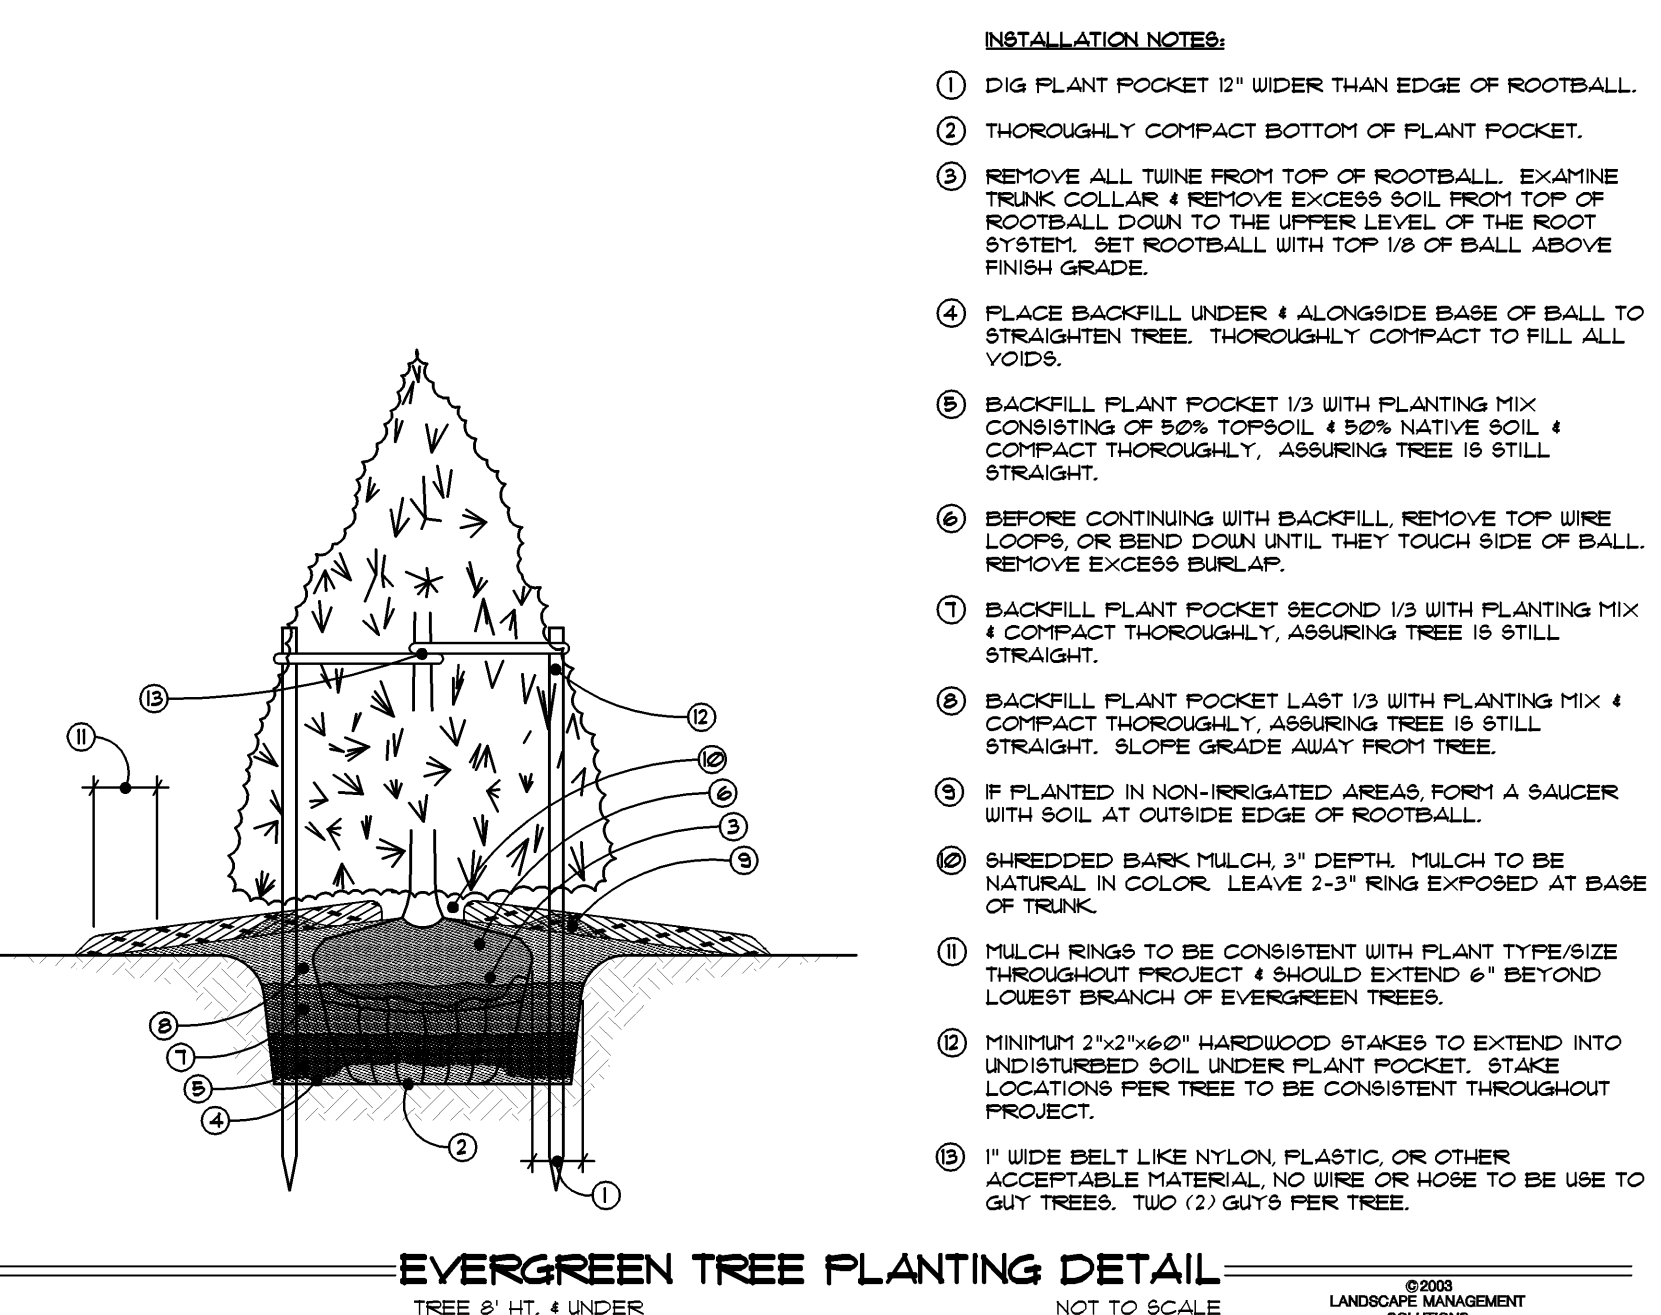 INSTALLATION NOTES:
1 DIG PLANT POCKET 12" WIDER THAN EDGE OF ROOTBALL.
2 THOROUGHLY COMPACT BOTTOM OF PLANT POCKET.
3 REMOVE ALL TWINE FROM TOP OF ROOTBALL. EXAMINE
TRUNK COLLAR & REMOVE EXCESS SOIL FROM TOP OF
ROOTBALL DOWN TO THE UPPER LEVEL OF THE ROOT
SYSTEM. SET ROOTBALL WITH TOP 1/8 OF BALL ABOVE
FINISH GRADE.
4 PLACE BACKFILL UNDER & ALONGSIDE BASE OF BALL TO
STRAIGHTEN TREE. THOROUGHLY COMPACT TO FILL ALL
VOIDS.
5 BACKFILL PLANT POCKET 1/3 WITH PLANTING MIX
CONSISTING OF 50% TOPSOIL & 50% NATIVE SOIL &
COMPACT THOROUGHLY, ASSURING TREE IS STILL
STRAIGHT.
6 BEFORE CONTINUING WITH BACKFILL, REMOVE TOP WIRE
LOOPS, OR BEND DOWN UNTIL THEY TOUCH SIDE OF BALL.
REMOVE EXCESS BURLAP.
7 BACKFILL PLANT POCKET SECOND 1/3 WITH PLANTING MIX
& COMPACT THOROUGHLY, ASSURING TREE IS STILL
STRAIGHT.
8 BACKFILL PLANT POCKET LAST 1/3 WITH PLANTING MIX &
COMPACT THOROUGHLY, ASSURING TREE IS STILL
STRAIGHT. SLOPE GRADE AWAY FROM TREE.
9 IF PLANTED IN NON-IRRIGATED AREAS, FORM A SAUCER
WITH SOIL AT OUTSIDE EDGE OF ROOTBALL.
10 SHREDDED BARK MULCH, 3" DEPTH. MULCH TO BE
NATURAL IN COLOR. LEAVE 2-3" RING EXPOSED AT BASE
OF TRUNK.
11 MULCH RINGS TO BE CONSISTENT WITH PLANT TYPE/SIZE
THROUGHOUT PROJECT & SHOULD EXTEND 6" BEYOND
LOWEST BRANCH OF EVERGREEN TREES.
12 MINIMUM 2"x2"x60" HARDWOOD STAKES TO EXTEND INTO
UNDISTURBED SOIL UNDER PLANT POCKET. STAKE
LOCATIONS PER TREE TO BE CONSISTENT THROUGHOUT
PROJECT.
13 1" WIDE BELT LIKE NYLON, PLASTIC, OR OTHER
ACCEPTABLE MATERIAL, NO WIRE OR HOSE TO BE USE TO
GUY TREES. TWO (2) GUYS PER TREE.
13
12
11
10
6
3
9
8
7
5
4
2
1
EVERGREEN TREE PLANTING DETAIL
TREE 8' HT. & UNDER
NOT TO SCALE
©2003
LANDSCAPE MANAGEMENT
SOLUTIONS